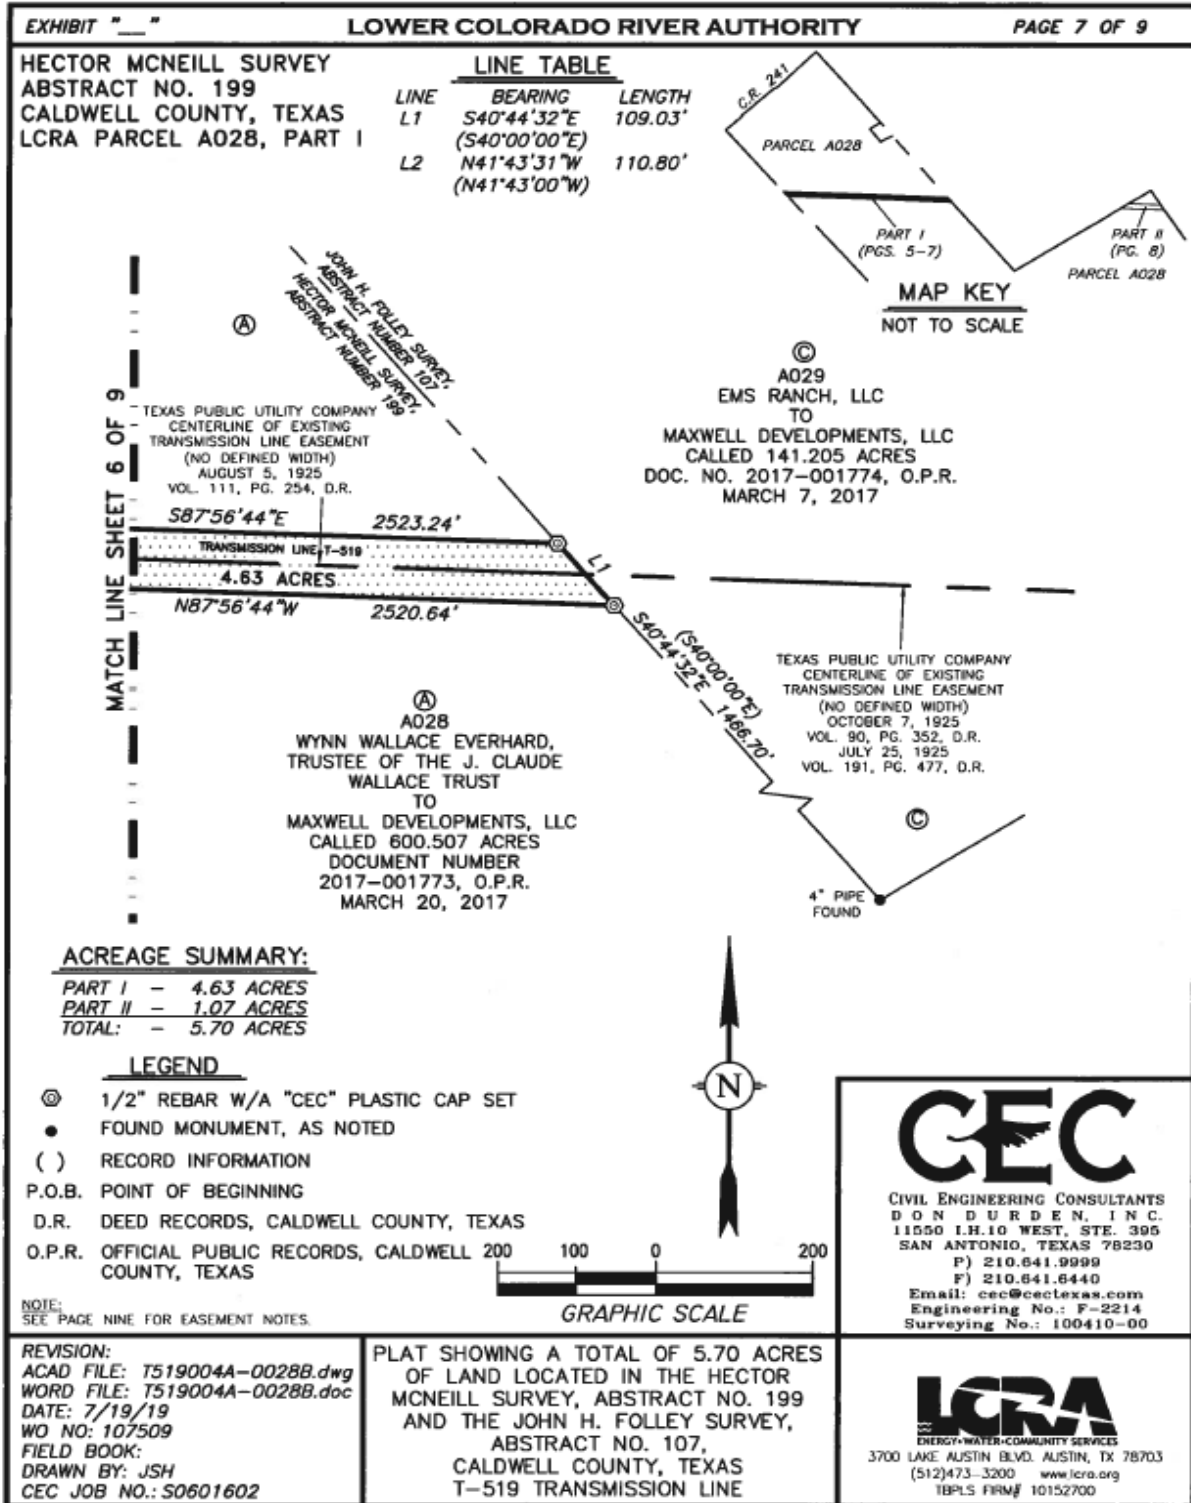 EXHIBIT "__"
LOWER COLORADO RIVER AUTHORITY
PAGE 7 OF 9
HECTOR MCNEILL SURVEY
ABSTRACT NO. 199
CALDWELL COUNTY, TEXAS
LCRA PARCEL A028, PART I
LINE TABLE
LINE BEARING LENGTH
L1 S40°44'32"E 109.03'
(S40°00'00"E)
L2 N41°43'31"W 110.80'
(N41°43'00"W)
C.R. 241
PARCEL A028
PART I
(PGS. 5-7)
PART II
(PG. 8)
PARCEL A028
MAP KEY
NOT TO SCALE
JOHN H. FOLLEY SURVEY,
ABSTRACT NUMBER 107
HECTOR MCNEILL SURVEY,
ABSTRACT NUMBER 199
A
MATCH LINE SHEET 6 OF 9
TEXAS PUBLIC UTILITY COMPANY
CENTERLINE OF EXISTING
TRANSMISSION LINE EASEMENT
(NO DEFINED WIDTH)
AUGUST 5, 1925
VOL. 111, PG. 254, D.R.
C
A029
EMS RANCH, LLC
TO
MAXWELL DEVELOPMENTS, LLC
CALLED 141.205 ACRES
DOC. NO. 2017-001774, O.P.R.
MARCH 7, 2017
S87°56'44"E 2523.24'
TRANSMISSION LINE T-519
4.63 ACRES
N87°56'44"W 2520.64'
L1
(S40°00'00"E)
S40°44'32"E 1466.70'
TEXAS PUBLIC UTILITY COMPANY
CENTERLINE OF EXISTING
TRANSMISSION LINE EASEMENT
(NO DEFINED WIDTH)
OCTOBER 7, 1925
VOL. 90, PG. 352, D.R.
JULY 25, 1925
VOL. 191, PG. 477, D.R.
A
A028
WYNN WALLACE EVERHARD,
TRUSTEE OF THE J. CLAUDE
WALLACE TRUST
TO
MAXWELL DEVELOPMENTS, LLC
CALLED 600.507 ACRES
DOCUMENT NUMBER
2017-001773, O.P.R.
MARCH 20, 2017
C
4" PIPE
FOUND
ACREAGE SUMMARY:
PART I - 4.63 ACRES
PART II - 1.07 ACRES
TOTAL: - 5.70 ACRES
LEGEND
1/2" REBAR W/A "CEC" PLASTIC CAP SET
FOUND MONUMENT, AS NOTED
( ) RECORD INFORMATION
P.O.B. POINT OF BEGINNING
D.R. DEED RECORDS, CALDWELL COUNTY, TEXAS
O.P.R. OFFICIAL PUBLIC RECORDS, CALDWELL
COUNTY, TEXAS
NOTE:
SEE PAGE NINE FOR EASEMENT NOTES.
N
200 100 0 200
GRAPHIC SCALE
CEC
CIVIL ENGINEERING CONSULTANTS
DON DURDEN, INC.
11550 I.H.10 WEST, STE. 395
SAN ANTONIO, TEXAS 78230
P) 210.641.9999
F) 210.641.6440
Email: cec@cectexas.com
Engineering No.: F-2214
Surveying No.: 100410-00
REVISION:
ACAD FILE: T519004A-0028B.dwg
WORD FILE: T519004A-0028B.doc
DATE: 7/19/19
WO NO: 107509
FIELD BOOK:
DRAWN BY: JSH
CEC JOB NO.: S0601602
PLAT SHOWING A TOTAL OF 5.70 ACRES
OF LAND LOCATED IN THE HECTOR
MCNEILL SURVEY, ABSTRACT NO. 199
AND THE JOHN H. FOLLEY SURVEY,
ABSTRACT NO. 107,
CALDWELL COUNTY, TEXAS
T-519 TRANSMISSION LINE
LCRA
ENERGY•WATER•COMMUNITY SERVICES
3700 LAKE AUSTIN BLVD. AUSTIN, TX 78703
(512)473-3200 www.lcra.org
TBPLS FIRM# 10152700